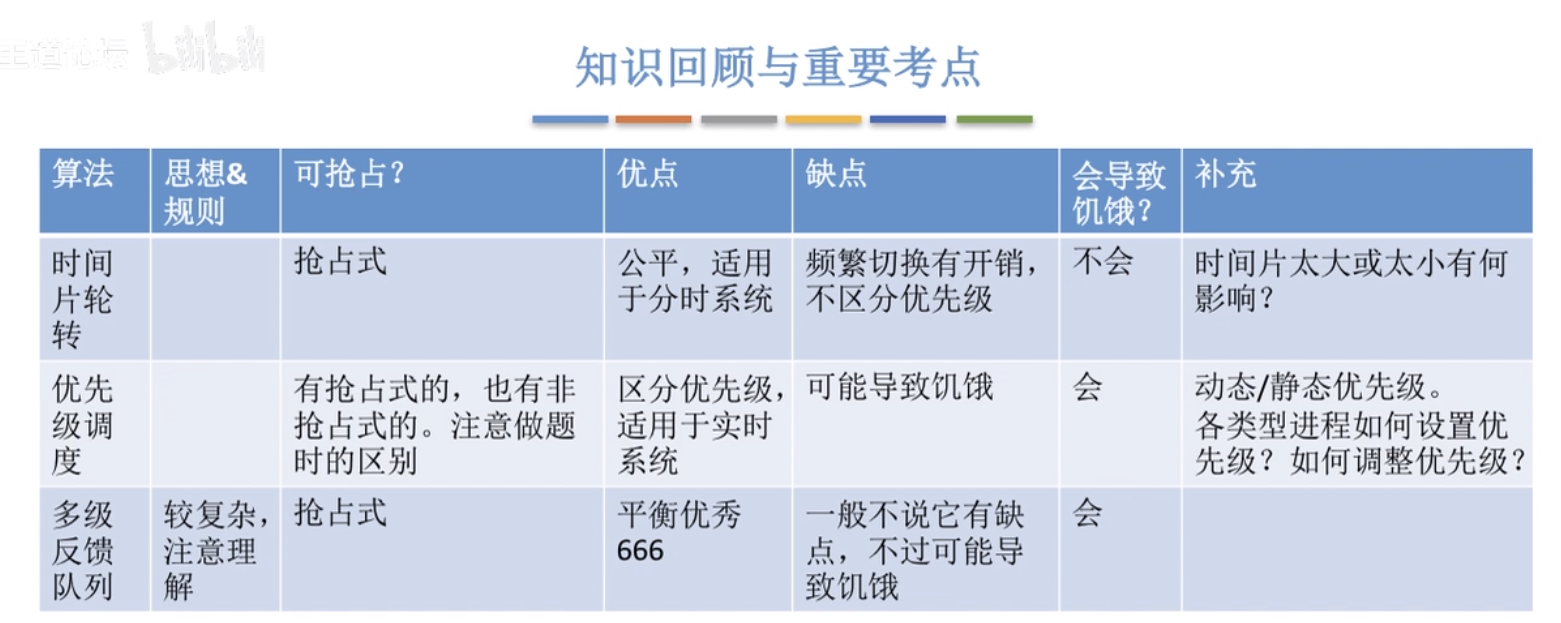 王道论坛 bilibili
知识回顾与重要考点
算法
思想&
规则
可抢占？
优点
缺点
会导致
饥饿？
补充
时间
片轮
转
抢占式
公平，适用
于分时系统
频繁切换有开销，
不区分优先级
不会
时间片太大或太小有何
影响？
优先
级调
度
有抢占式的，也有非
抢占式的。注意做题
时的区别
区分优先级，
适用于实时
系统
可能导致饥饿
会
动态/静态优先级。
各类型进程如何设置优
先级？如何调整优先级？
多级
反馈
队列
较复杂，
注意理
解
抢占式
平衡优秀
666
一般不说它有缺
点，不过可能导
致饥饿
会